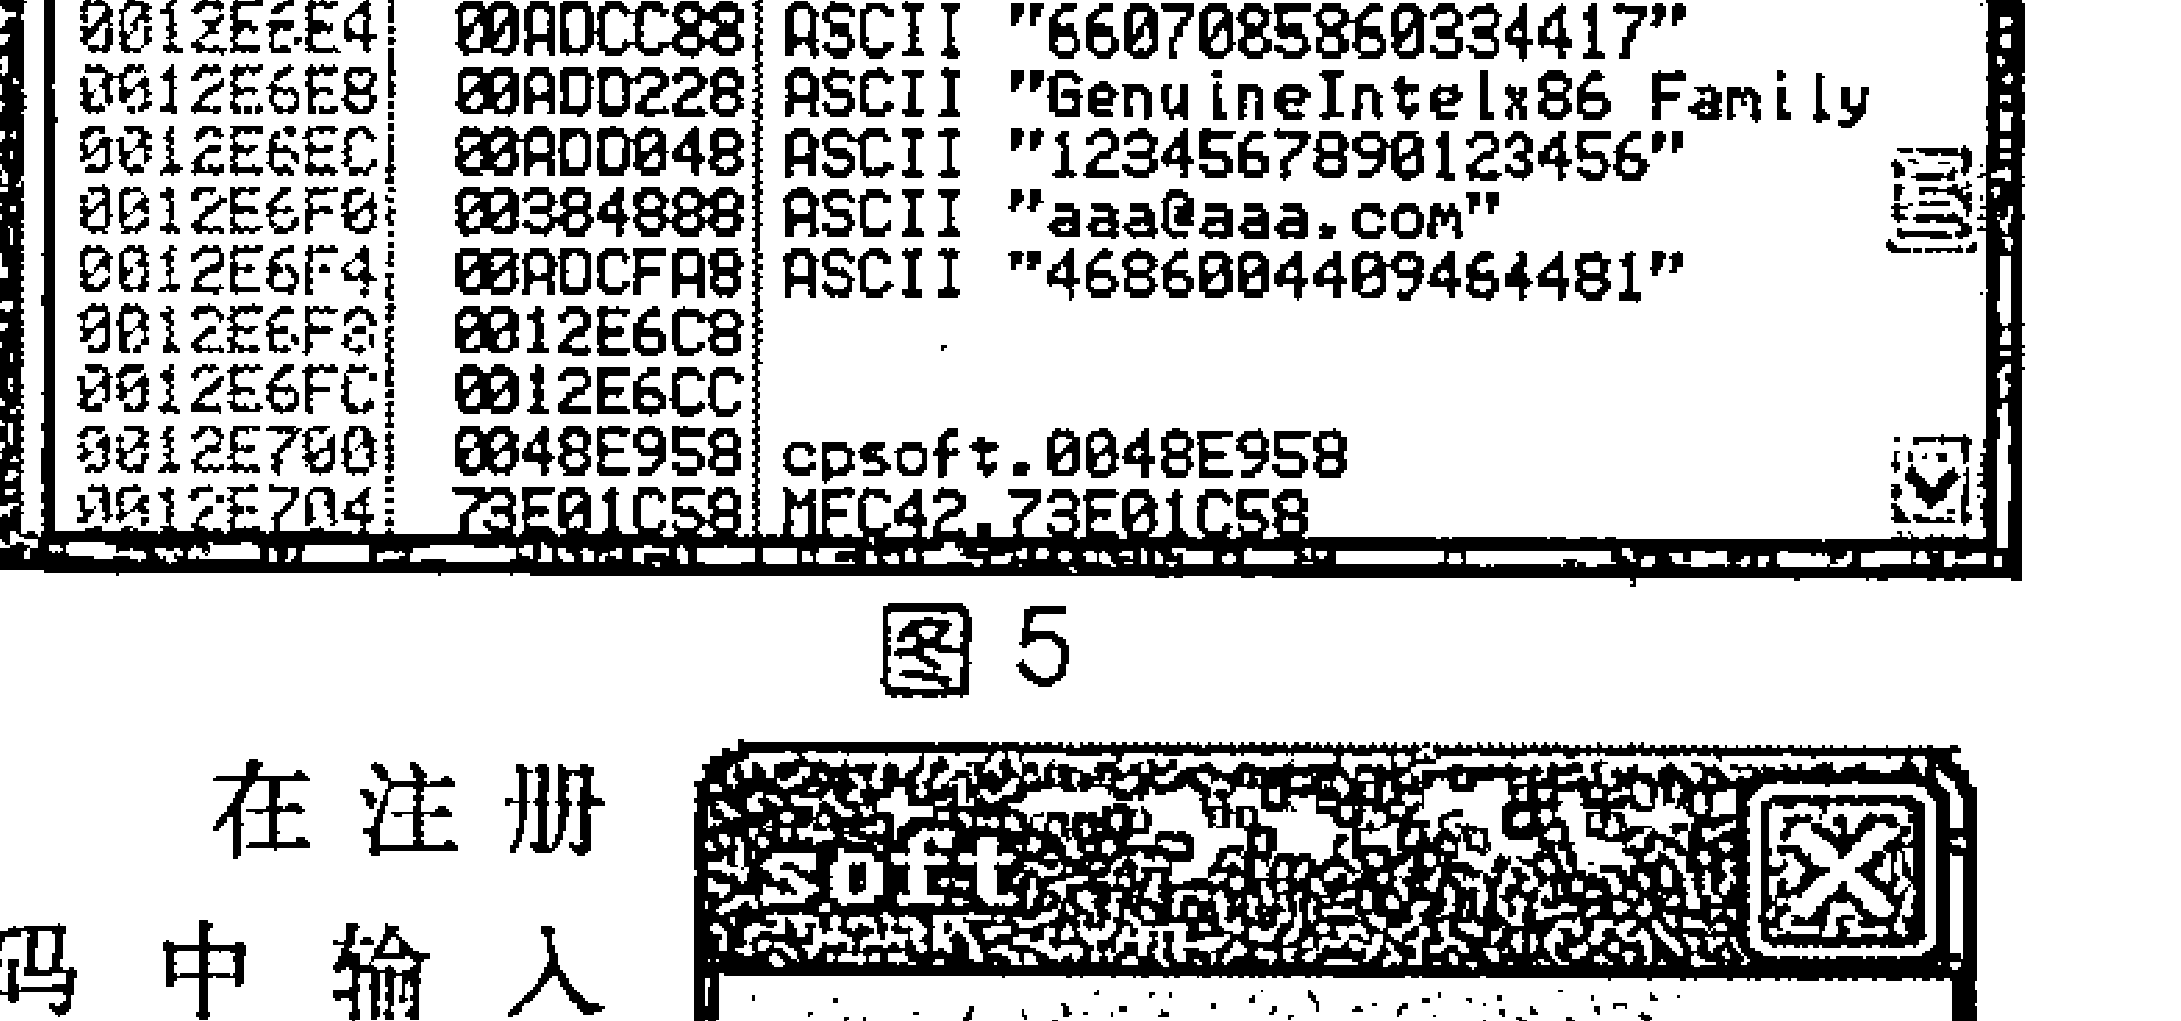 0012E6E4 00ADCC88 ASCII "6607085860334417"
0012E6E8 00ADD228 ASCII "GenuineIntelx86 Family
0012E6EC 00ADD048 ASCII "1234567890123456"
0012E6F0 00384888 ASCII "aaa@aaa.com"
0012E6F4 00ADCFA8 ASCII "4686004409464481"
0012E6F8 0012E6C8
0012E6FC 0012E6CC
0012E700 0048E958 cpsoft.0048E958
0012E704 73E01C58 MFC42.73E01C58
图 5
在注册
soft
码中输入